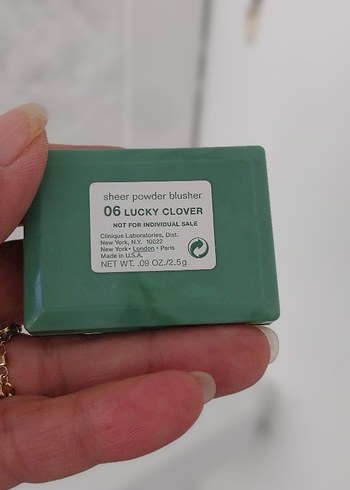 sheer powder blusher
06 LUCKY CLOVER
NOT FOR INDIVIDUAL SALE
Clinique Laboratories, Dist.
New York, N.Y. 10022
New York • London • Paris
Made in U.S.A.
NET WT. .09 OZ./2.5g